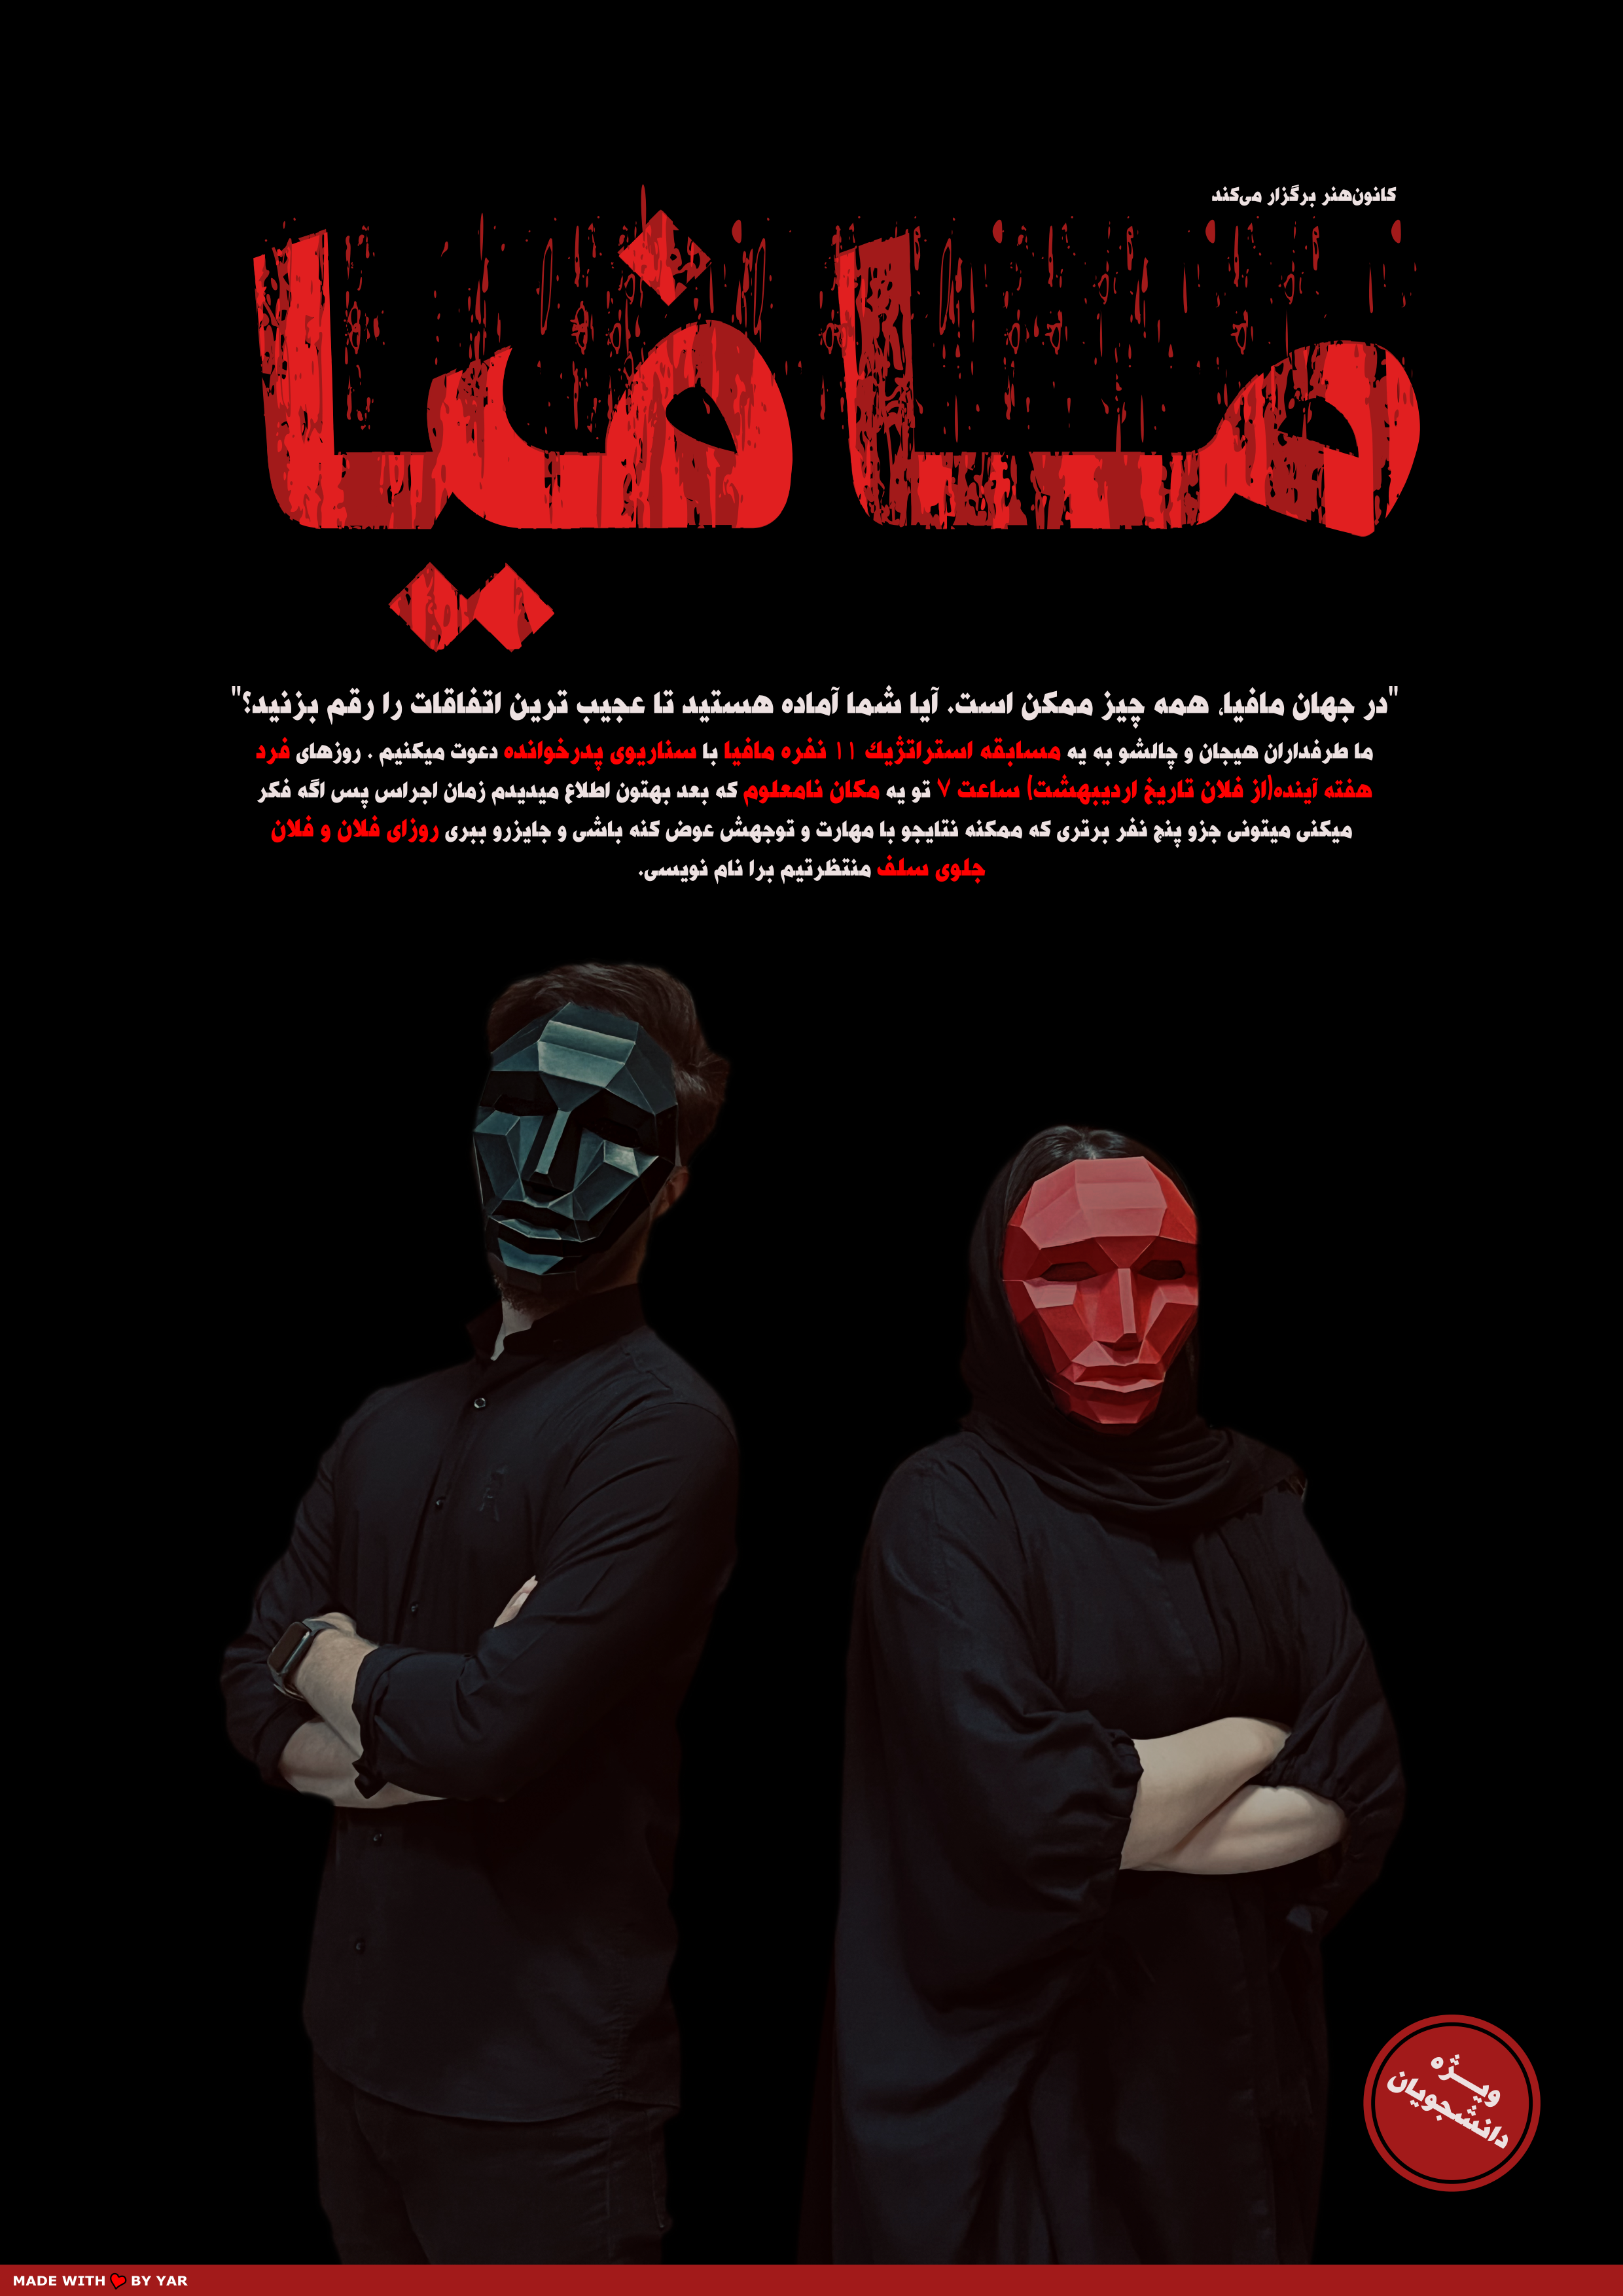 کانون‌هنر برگزار می‌کند
مافیا
"در جهان مافیا، همه چیز ممکن است. آیا شما آماده هستید تا عجیب ترین اتفاقات را رقم بزنید؟"
ما طرفداران هیجان و چالشو به یه مسابقه استراتژیک ۱۱ نفره مافیا با سناریوی پدرخوانده دعوت میکنیم . روزهای فرد
هفته آینده(از فلان تاریخ اردیبهشت) ساعت ۷ تو یه مکان نامعلوم که بعد بهتون اطلاع میدیدم زمان اجراس پس اگه فکر
میکنی میتونی جزو پنج نفر برتری که ممکنه نتایجو با مهارت و توجهش عوض کنه باشی و جایزرو ببری روزای فلان و فلان
جلوی سلف منتظرتیم برا نام نویسی.
ویژه
دانشجویان
MADE WITH ❤ BY YAR